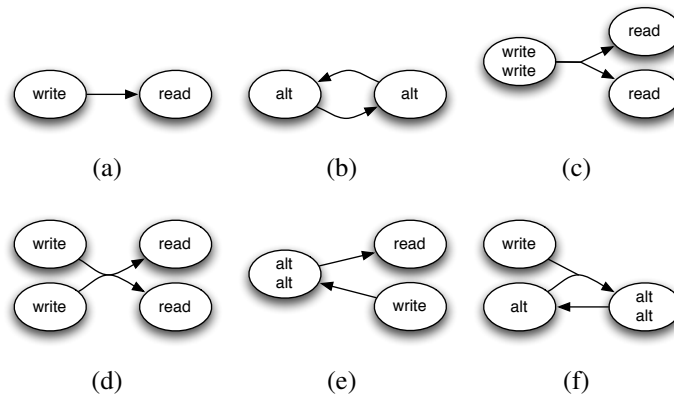 write
read
(a)
alt
alt
(b)
write
write
read
read
(c)
write
write
read
read
(d)
alt
alt
read
write
(e)
write
alt
alt
alt
(f)